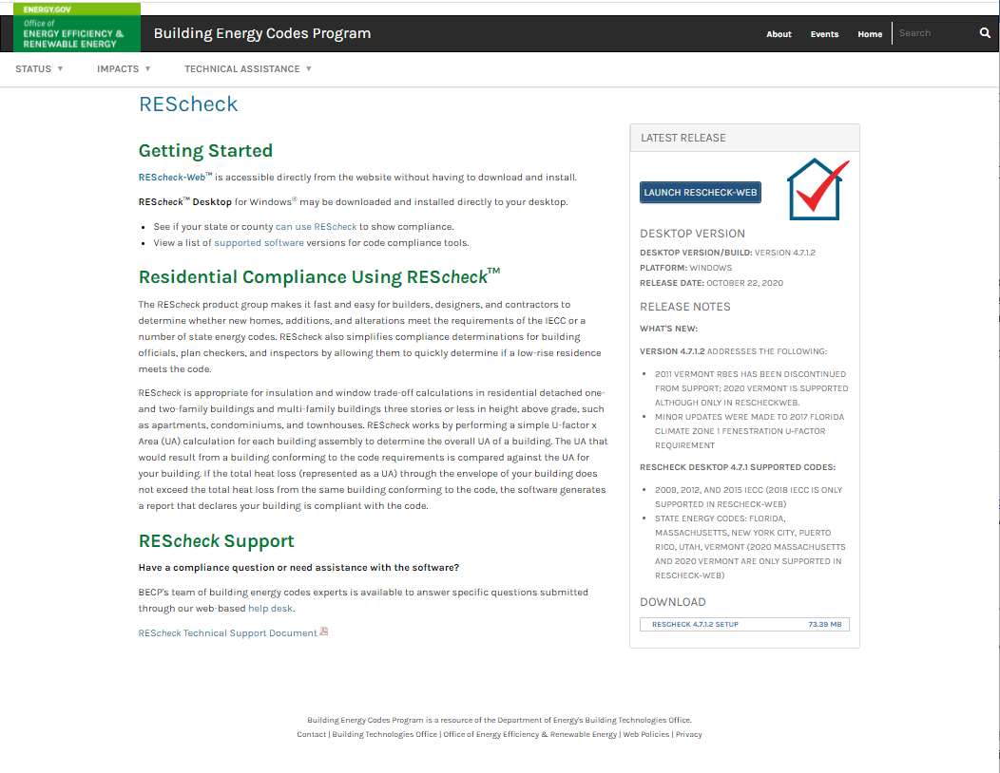 ENERGY.GOV
Office of
ENERGY EFFICIENCY &
RENEWABLE ENERGY
Building Energy Codes Program
About Events Home Search
STATUS ▼ IMPACTS ▼ TECHNICAL ASSISTANCE ▼
REScheck
Getting Started
REScheck-Web™ is accessible directly from the website without having to download and install.
REScheck™ Desktop for Windows® may be downloaded and installed directly to your desktop.
• See if your state or county can use REScheck to show compliance.
• View a list of supported software versions for code compliance tools.
Residential Compliance Using REScheck™
The REScheck product group makes it fast and easy for builders, designers, and contractors to
determine whether new homes, additions, and alterations meet the requirements of the IECC or a
number of state energy codes. REScheck also simplifies compliance determinations for building
officials, plan checkers, and inspectors by allowing them to quickly determine if a low-rise residence
meets the code.
REScheck is appropriate for insulation and window trade-off calculations in residential detached one-
and two-family buildings and multi-family buildings three stories or less in height above grade, such
as apartments, condominiums, and townhouses. REScheck works by performing a simple U-factor x
Area (UA) calculation for each building assembly to determine the overall UA of a building. The UA that
would result from a building conforming to the code requirements is compared against the UA for
your building. If the total heat loss (represented as a UA) through the envelope of your building does
not exceed the total heat loss from the same building conforming to the code, the software generates
a report that declares your building is compliant with the code.
REScheck Support
Have a compliance question or need assistance with the software?
BECP's team of building energy codes experts is available to answer specific questions submitted
through our web-based help desk.
REScheck Technical Support Document
LATEST RELEASE
LAUNCH RESCHECK-WEB
DESKTOP VERSION
DESKTOP VERSION/BUILD: VERSION 4.7.1.2
PLATFORM: WINDOWS
RELEASE DATE: OCTOBER 22, 2020
RELEASE NOTES
WHAT'S NEW:
VERSION 4.7.1.2 ADDRESSES THE FOLLOWING:
• 2011 VERMONT RBES HAS BEEN DISCONTINUED
FROM SUPPORT; 2020 VERMONT IS SUPPORTED
ALTHOUGH ONLY IN RESCHECKWEB.
• MINOR UPDATES WERE MADE TO 2017 FLORIDA
CLIMATE ZONE 1 FENESTRATION U-FACTOR
REQUIREMENT
RESCHECK DESKTOP 4.7.1 SUPPORTED CODES:
• 2009, 2012, AND 2015 IECC (2018 IECC IS ONLY
SUPPORTED IN RESCHECK-WEB)
• STATE ENERGY CODES: FLORIDA,
MASSACHUSETTS, NEW YORK CITY, PUERTO
RICO, UTAH, VERMONT (2020 MASSACHUSETTS
AND 2020 VERMONT ARE ONLY SUPPORTED IN
RESCHECK-WEB)
DOWNLOAD
RESCHECK 4.7.1.2 SETUP 73.39 MB
Building Energy Codes Program is a resource of the Department of Energy's Building Technologies Office.
Contact | Building Technologies Office | Office of Energy Efficiency & Renewable Energy | Web Policies | Privacy